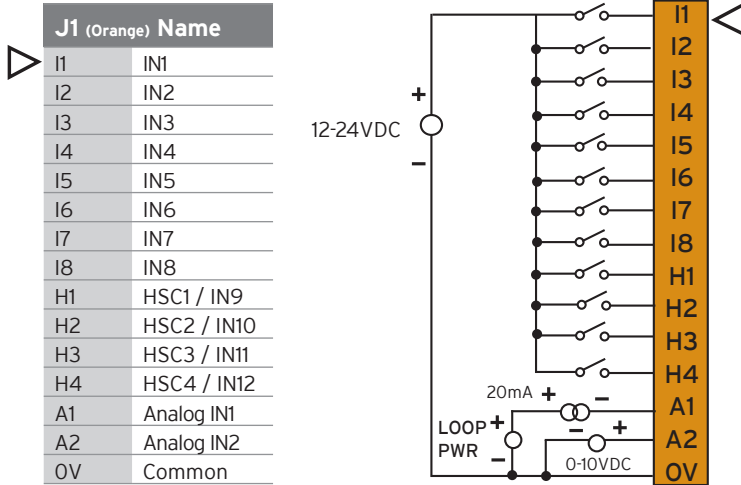 J1 (Orange) Name
I1 IN1
I2 IN2
I3 IN3
I4 IN4
I5 IN5
I6 IN6
I7 IN7
I8 IN8
H1 HSC1 / IN9
H2 HSC2 / IN10
H3 HSC3 / IN11
H4 HSC4 / IN12
A1 Analog IN1
A2 Analog IN2
0V Common
+
12-24VDC
−
I1
I2
I3
I4
I5
I6
I7
I8
H1
H2
H3
H4
20mA + −
A1
LOOP +
PWR −
− +
A2
0-10VDC
0V